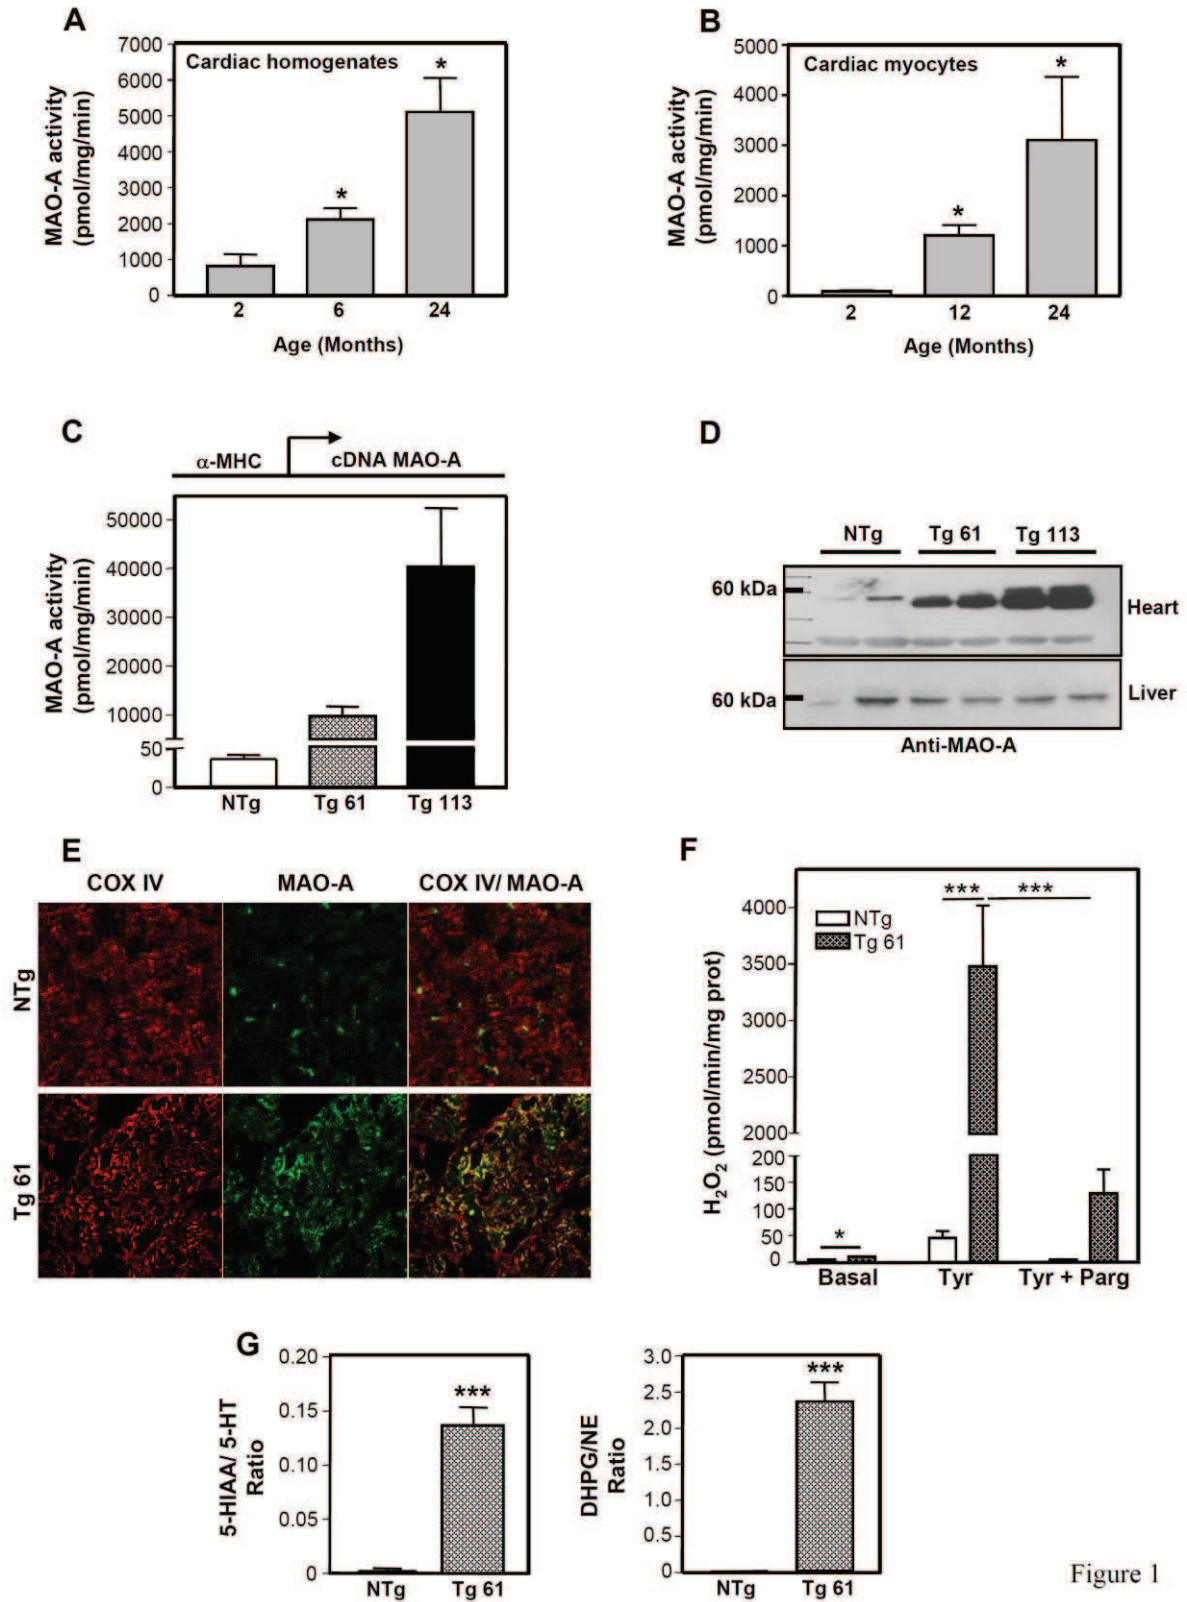 A
Cardiac homogenates
MAO-A activity
(pmol/mg/min)
7000
6000
5000
4000
3000
2000
1000
0
*
*
2 6 24
Age (Months)
B
Cardiac myocytes
MAO-A activity
(pmol/mg/min)
5000
4000
3000
2000
1000
0
*
*
2 12 24
Age (Months)
C
α-MHC cDNA MAO-A
MAO-A activity
(pmol/mg/min)
50000
40000
30000
20000
10000
50
0
NTg Tg 61 Tg 113
D
NTg Tg 61 Tg 113
60 kDa
Heart
60 kDa
Liver
Anti-MAO-A
E
COX IV MAO-A COX IV/ MAO-A
NTg
Tg 61
F
H2O2 (pmol/min/mg prot)
4000
3500
3000
2500
2000
200
150
100
50
0
NTg
Tg 61
*
*** ***
Basal Tyr Tyr + Parg
G
5-HIAA/ 5-HT
Ratio
0.20
0.15
0.10
0.05
0
***
NTg Tg 61
DHPG/NE
Ratio
3.0
2.5
2.0
1.5
1.0
0.5
0
***
NTg Tg 61
Figure 1